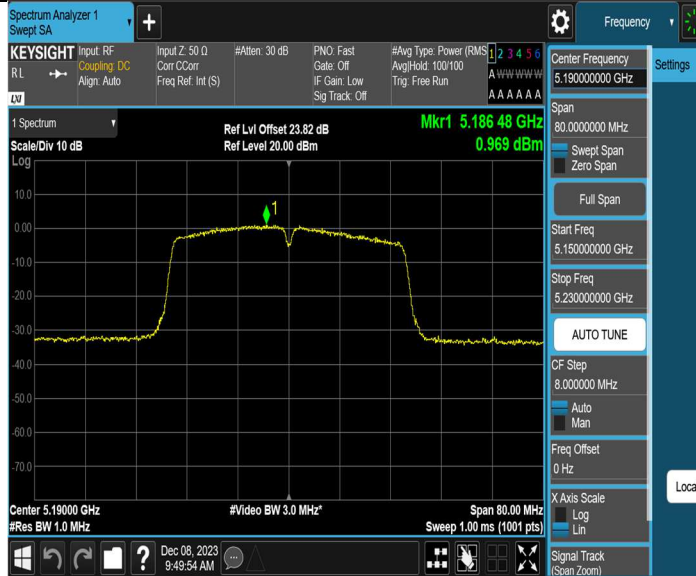 Spectrum Analyzer 1
Swept SA
Frequency
KEYSIGHT
RL
LXI
Input: RF
Coupling: DC
Align: Auto
Input Z: 50 Ω
Corr CCorr
Freq Ref: Int (S)
#Atten: 30 dB
PNO: Fast
Gate: Off
IF Gain: Low
Sig Track: Off
#Avg Type: Power (RMS
Avg|Hold: 100/100
Trig: Free Run
1 2 3 4 5 6
A W W W W W
A A A A A A
1 Spectrum
Scale/Div 10 dB
Ref Lvl Offset 23.82 dB
Ref Level 20.00 dBm
Mkr1 5.186 48 GHz
0.969 dBm
Log
10.0
0.00
-10.0
-20.0
-30.0
-40.0
-50.0
-60.0
-70.0
1
Center 5.19000 GHz
#Res BW 1.0 MHz
#Video BW 3.0 MHz*
Span 80.00 MHz
Sweep 1.00 ms (1001 pts)
?
Dec 08, 2023
9:49:54 AM
Center Frequency
5.190000000 GHz
Span
80.0000000 MHz
Swept Span
Zero Span
Full Span
Start Freq
5.150000000 GHz
Stop Freq
5.230000000 GHz
AUTO TUNE
CF Step
8.000000 MHz
Auto
Man
Freq Offset
0 Hz
X Axis Scale
Log
Lin
Signal Track
(Span Zoom)
Settings
Loca